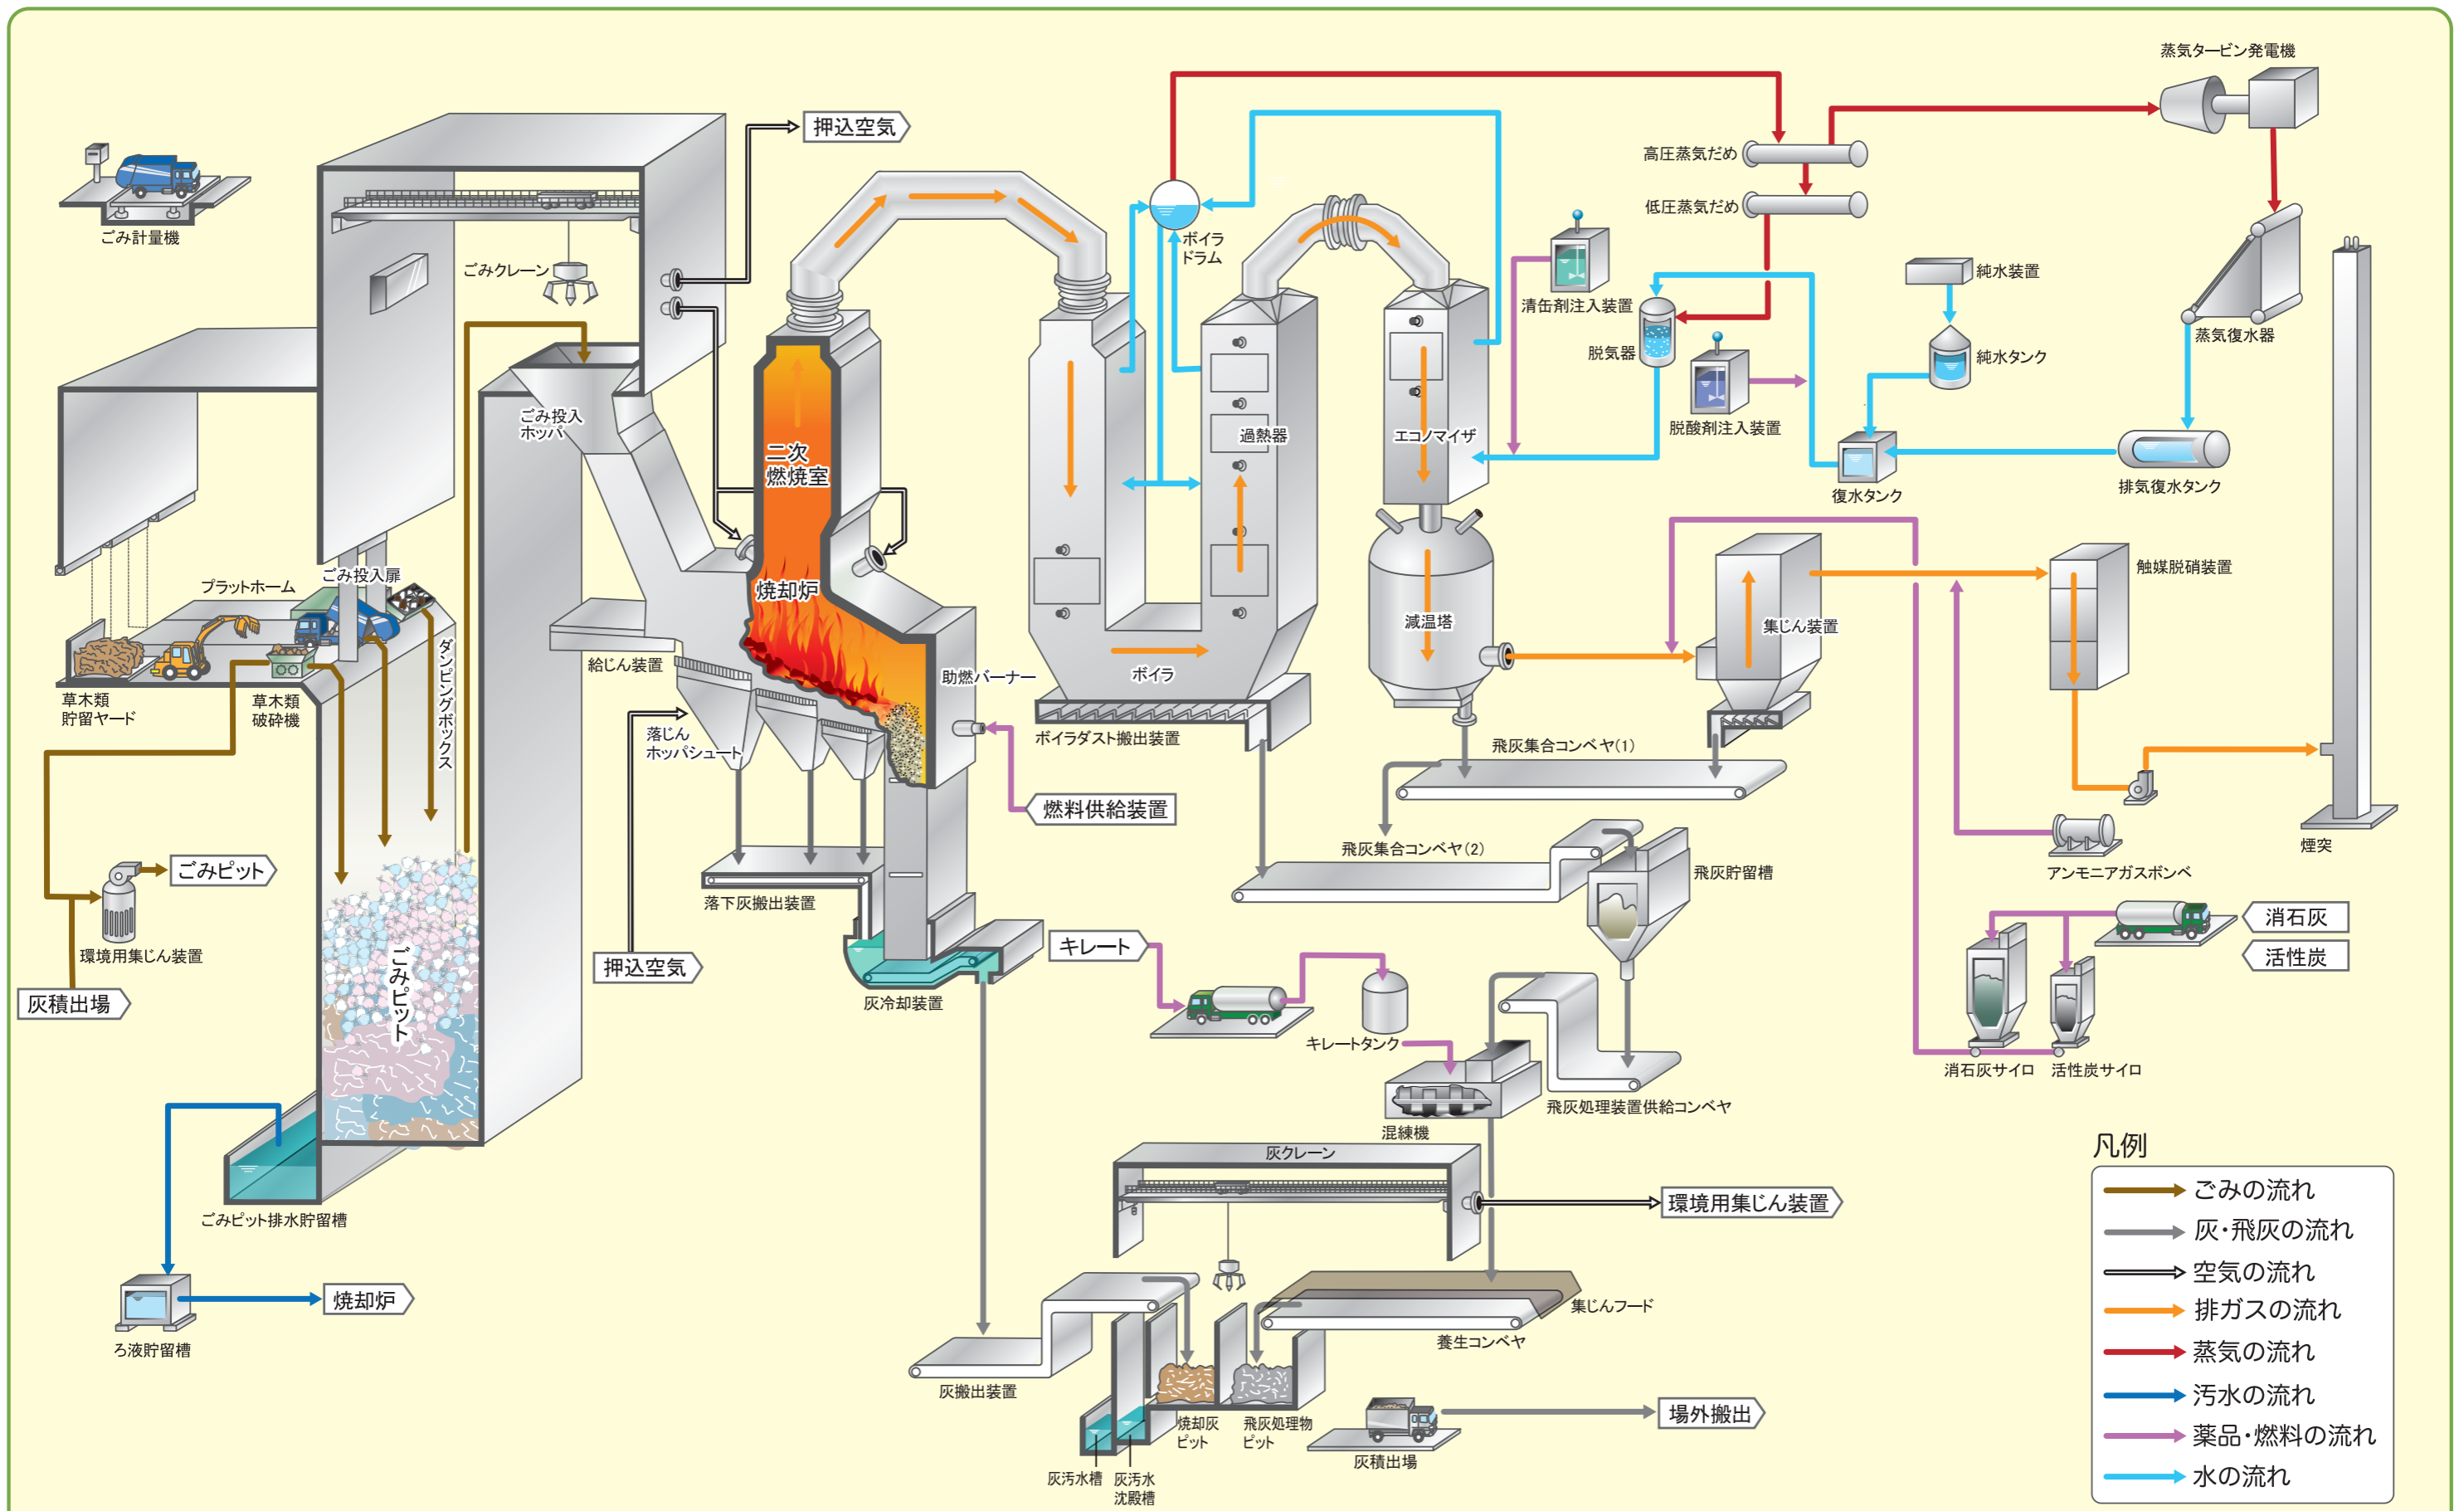 蒸気タービン発電機
押込空気
高圧蒸気だめ
低圧蒸気だめ
ごみ計量機
ごみクレーン
ボイラ
ドラム
清缶剤注入装置
純水装置
蒸気復水器
脱気器
純水タンク
ごみ投入
ホッパ
過熱器
エコノマイザ
脱酸剤注入装置
二次
燃焼室
復水タンク
排気復水タンク
プラットホーム
ごみ投入扉
焼却炉
触媒脱硝装置
減温塔
集じん装置
ダンピングボックス
給じん装置
助燃バーナー
ボイラ
草木類
貯留ヤード
草木類
破砕機
落じん
ホッパシュート
ボイラダスト搬出装置
飛灰集合コンベヤ(1)
燃料供給装置
煙突
飛灰集合コンベヤ(2)
飛灰貯留槽
アンモニアガスボンベ
ごみピット
落下灰搬出装置
消石灰
環境用集じん装置
押込空気
キレート
活性炭
灰積出場
ごみピット
灰冷却装置
キレートタンク
消石灰サイロ
活性炭サイロ
飛灰処理装置供給コンベヤ
混練機
灰クレーン
凡例
ごみの流れ
灰・飛灰の流れ
空気の流れ
排ガスの流れ
蒸気の流れ
汚水の流れ
薬品・燃料の流れ
水の流れ
環境用集じん装置
ごみピット排水貯留槽
焼却炉
集じんフード
養生コンベヤ
ろ液貯留槽
灰搬出装置
焼却灰
ピット
飛灰処理物
ピット
場外搬出
灰積出場
灰汚水槽
灰汚水
沈殿槽